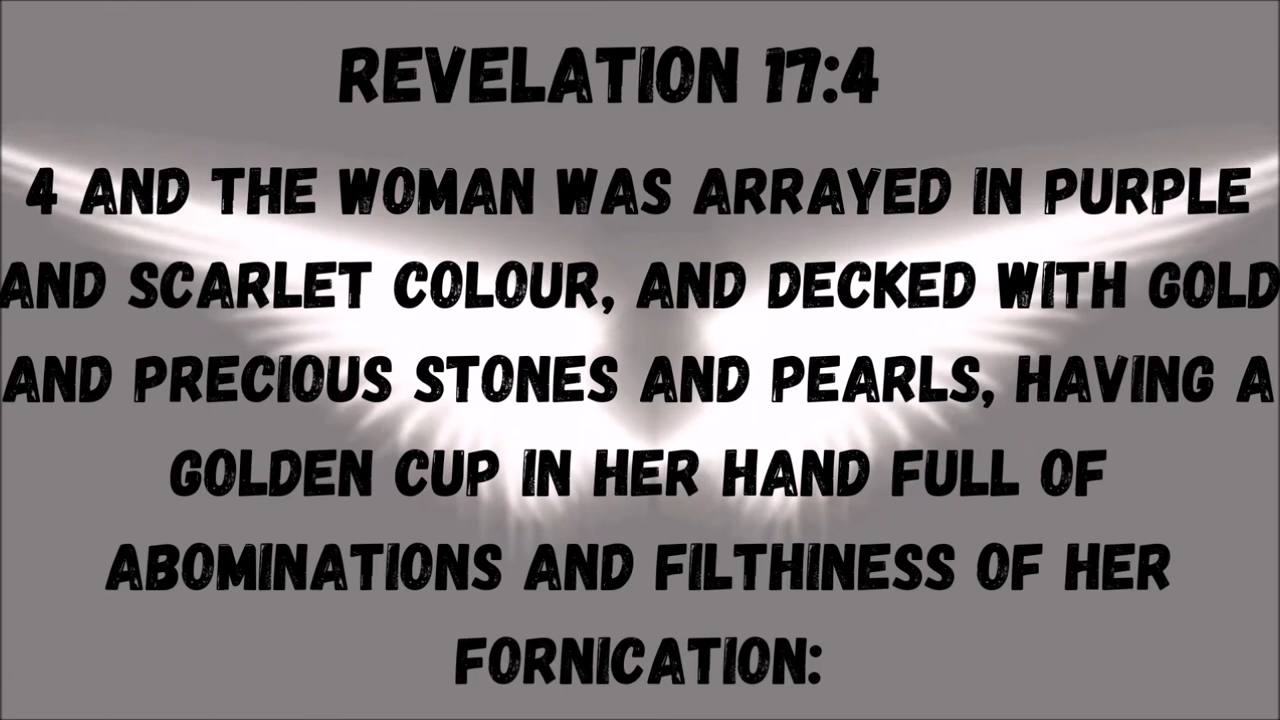 REVELATION 17:4
4 AND THE WOMAN WAS ARRAYED IN PURPLE
AND SCARLET COLOUR, AND DECKED WITH GOLD
AND PRECIOUS STONES AND PEARLS, HAVING A
GOLDEN CUP IN HER HAND FULL OF
ABOMINATIONS AND FILTHINESS OF HER
FORNICATION: